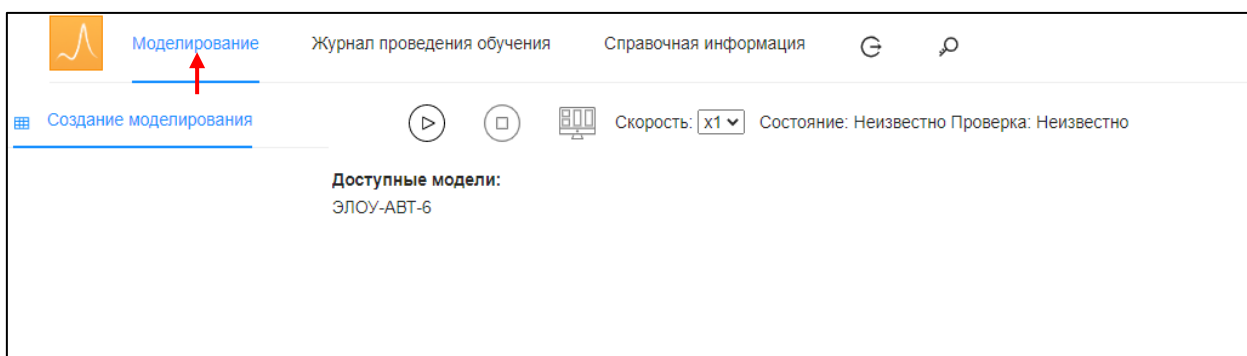 Моделирование Журнал проведения обучения Справочная информация
Создание моделирования Скорость: x1 Состояние: Неизвестно Проверка: Неизвестно
Доступные модели:
ЭЛОУ-АВТ-6